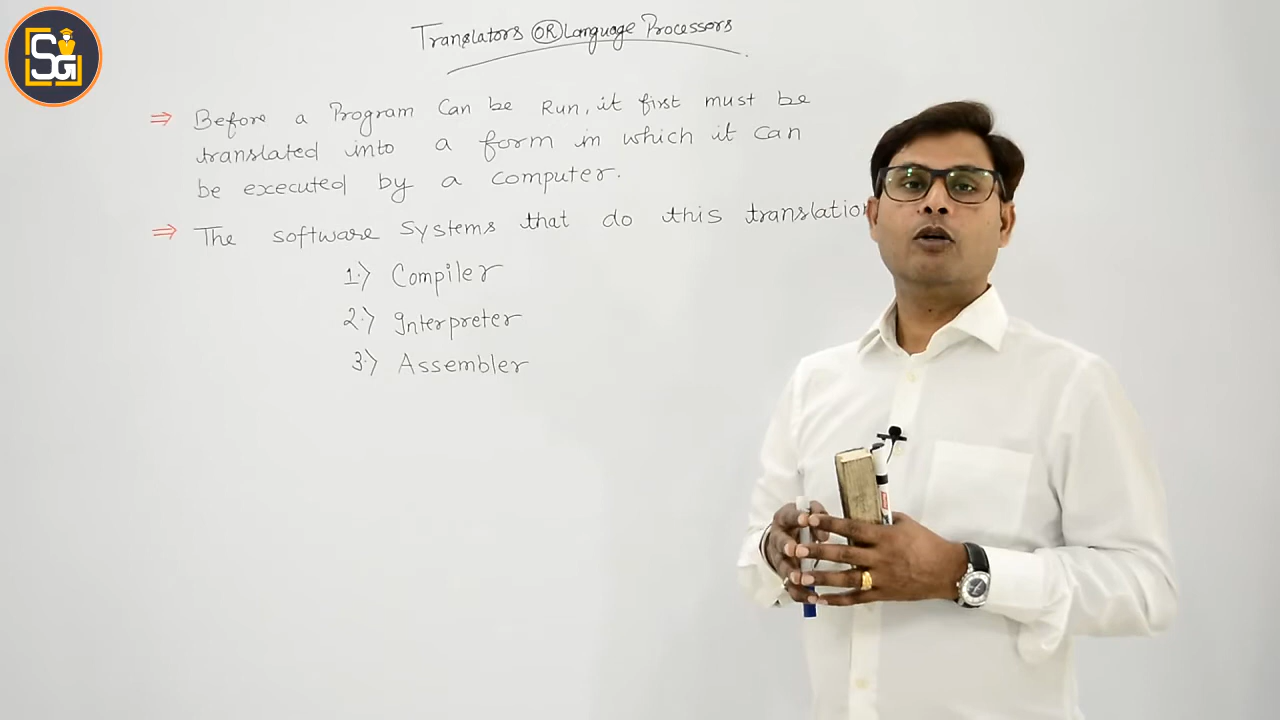 SG
Translators OR Language Processors
⇒ Before a Program Can be Run, it first must be
translated into a form in which it can
be executed by a computer.
⇒ The software systems that do this translation
1.) Compiler
2.) Interpreter
3.) Assembler